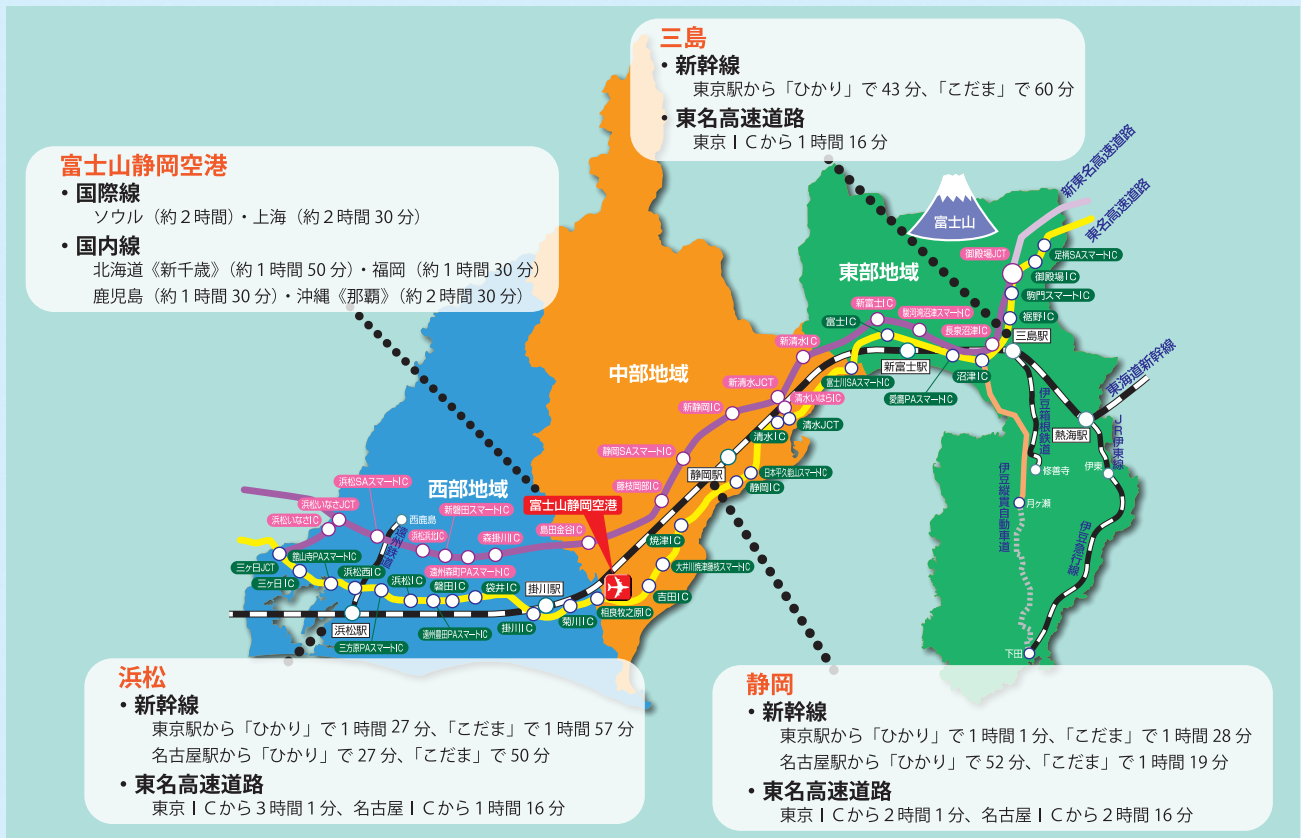 三島
・新幹線
東京駅から「ひかり」で 43 分、「こだま」で 60 分
・東名高速道路
東京ＩＣから 1 時間 16 分
富士山静岡空港
・国際線
ソウル（約２時間）・上海（約２時間 30 分）
・国内線
北海道《新千歳》（約１時間 50 分）・福岡（約１時間 30 分）
鹿児島（約１時間 30 分）・沖縄《那覇》（約２時間 30 分）
富士山
新東名高速道路
東名高速道路
東部地域
御殿場JCT
足柄SAスマートIC
御殿場IC
駒門スマートIC
裾野IC
新富士IC
駿河湾沼津スマートIC
富士IC
長泉沼津IC
三島駅
新清水IC
新富士駅
沼津IC
富士川SAスマートIC
愛鷹PAスマートIC
東海道新幹線
中部地域
新清水JCT
清水いはらIC
新静岡IC
清水JCT
清水IC
伊豆箱根鉄道
熱海駅
JR伊東線
静岡SAスマートIC
静岡駅
日本平久能山スマートIC
静岡IC
修善寺
伊東
伊豆縦貫自動車道
月ヶ瀬
伊豆急行線
下田
西部地域
富士山静岡空港
藤枝岡部IC
島田金谷IC
焼津IC
大井川焼津藤枝スマートIC
吉田IC
相良牧之原IC
浜松SAスマートIC
浜松いなさJCT
浜松いなさIC
西鹿島
遠州鉄道
新磐田スマートIC
浜松浜北IC
森掛川IC
遠州森町PAスマートIC
三ヶ日JCT
三ヶ日IC
舘山寺PAスマートIC
浜松西IC
浜松IC
磐田IC
袋井IC
掛川駅
掛川IC
菊川IC
浜松駅
三方原PAスマートIC
遠州豊田PAスマートIC
浜松
・新幹線
東京駅から「ひかり」で１時間 27 分、「こだま」で１時間 57 分
名古屋駅から「ひかり」で 27 分、「こだま」で 50 分
・東名高速道路
東京ＩＣから３時間１分、名古屋ＩＣから１時間 16 分
静岡
・新幹線
東京駅から「ひかり」で１時間１分、「こだま」で１時間 28 分
名古屋駅から「ひかり」で 52 分、「こだま」で１時間 19 分
・東名高速道路
東京ＩＣから２時間１分、名古屋ＩＣから２時間 16 分